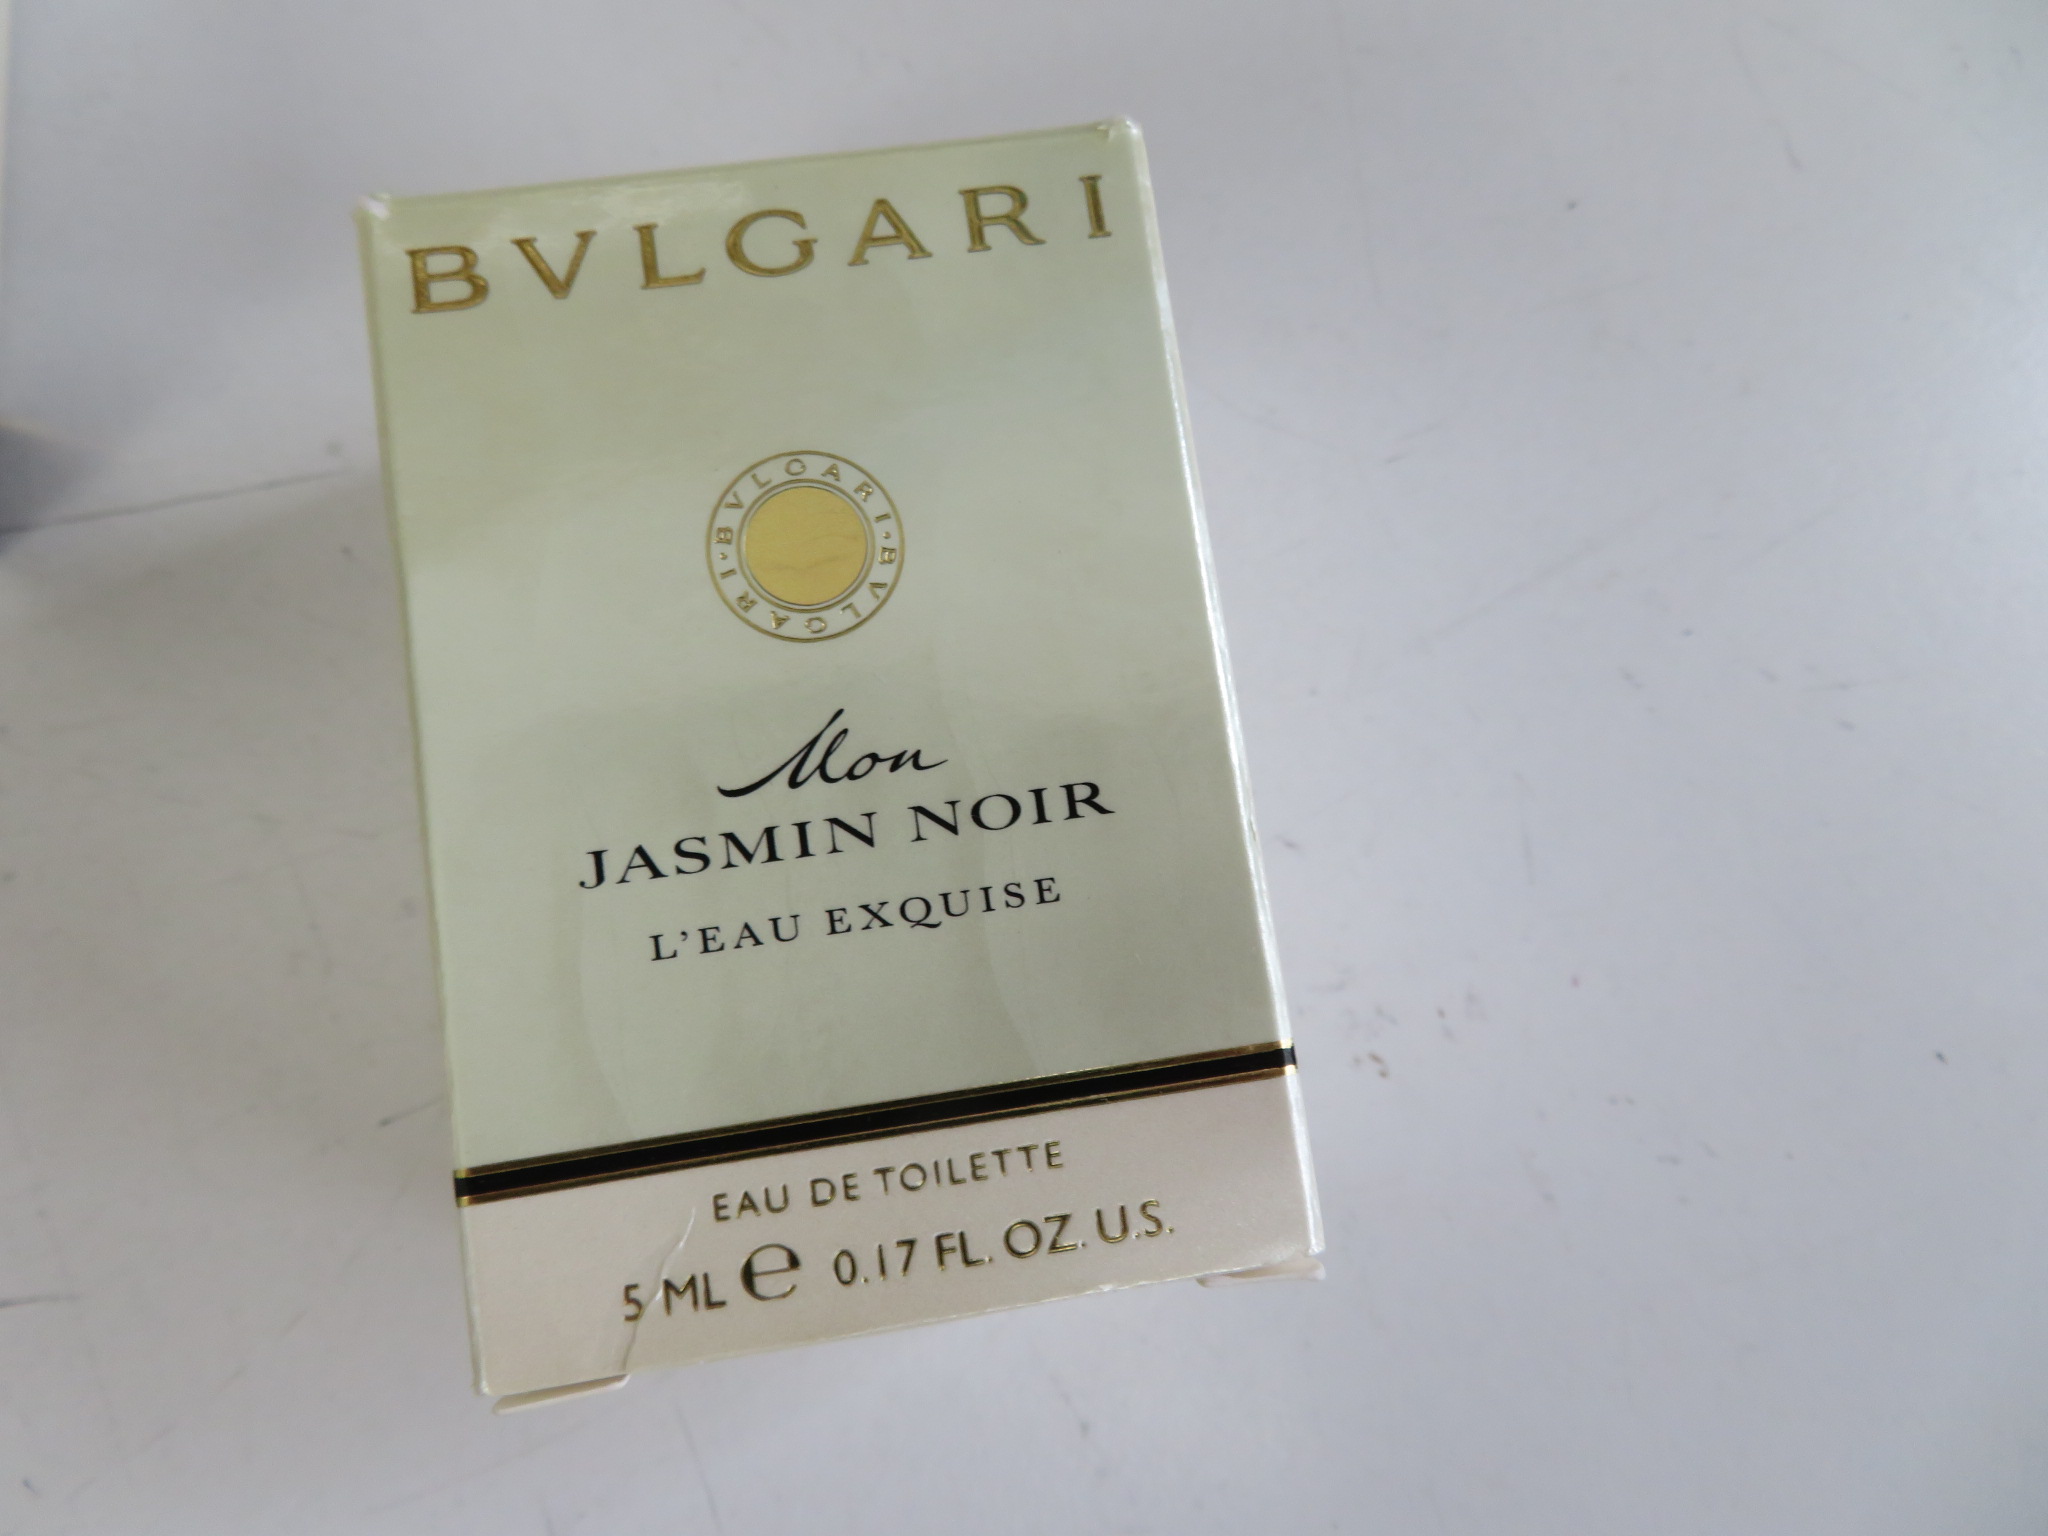 BVLGARI
BVLGARI · BVLGARI ·
Mon
JASMIN NOIR
L'EAU EXQUISE
EAU DE TOILETTE
5 ML e 0.17 FL. OZ. U.S.